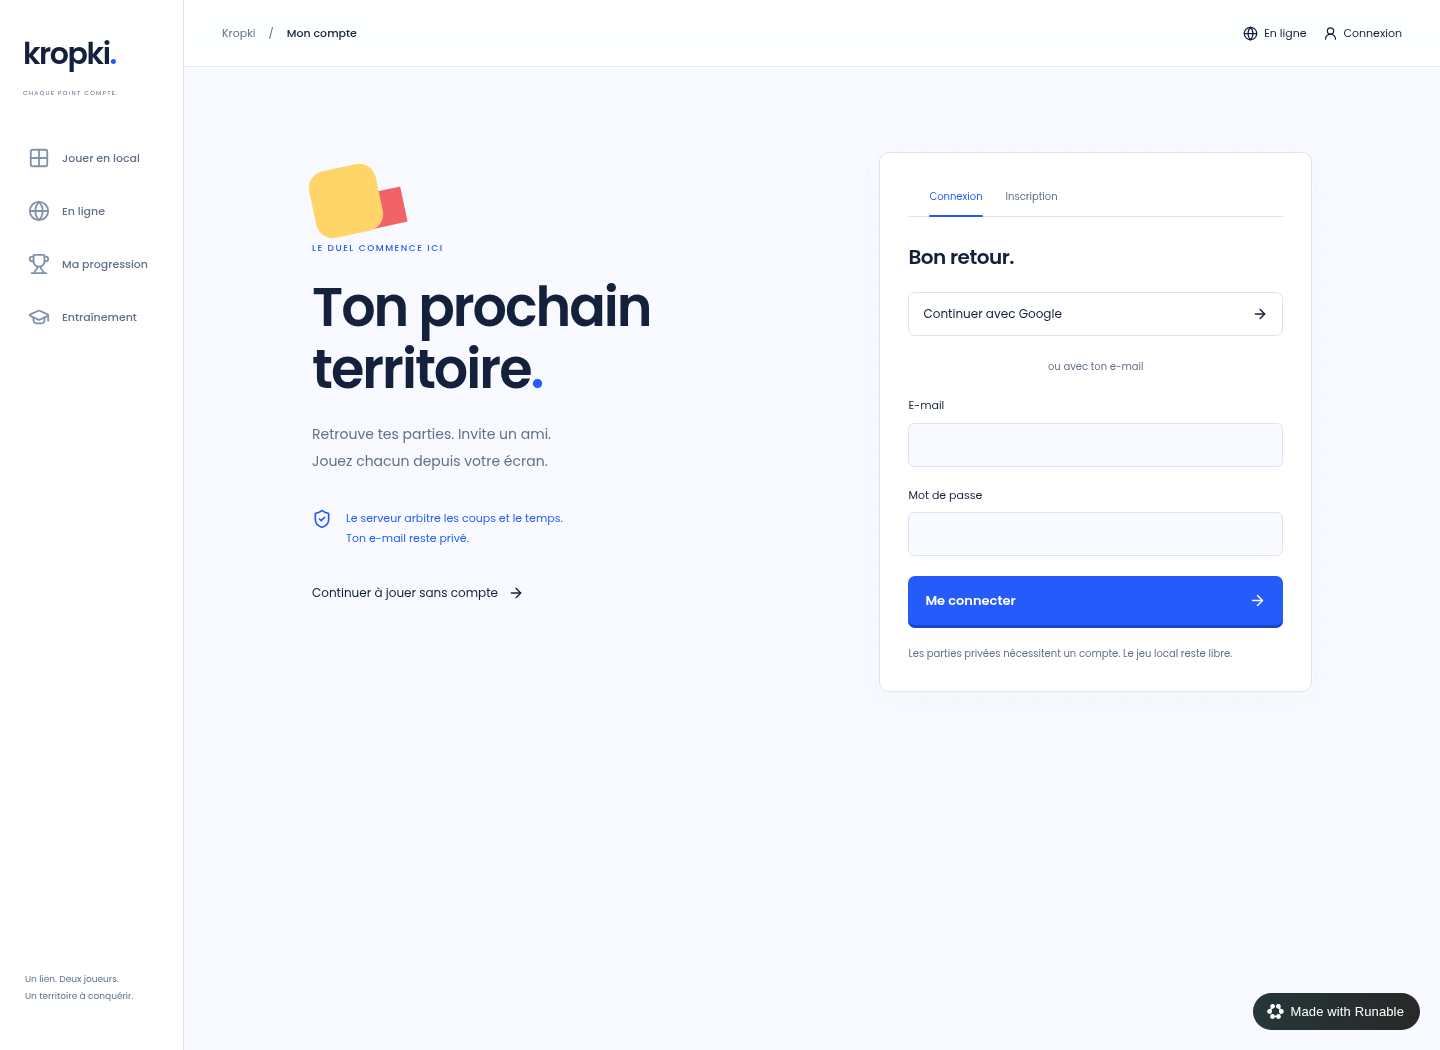 kropki.
CHAQUE POINT COMPTE.
Jouer en local
En ligne
Ma progression
Entraînement
Un lien. Deux joueurs.
Un territoire à conquérir.
Kropki / Mon compte
En ligne
Connexion
LE DUEL COMMENCE ICI
Ton prochain
territoire.
Retrouve tes parties. Invite un ami.
Jouez chacun depuis votre écran.
Le serveur arbitre les coups et le temps.
Ton e-mail reste privé.
Continuer à jouer sans compte
Connexion
Inscription
Bon retour.
Continuer avec Google
ou avec ton e-mail
E-mail
Mot de passe
Me connecter
Les parties privées nécessitent un compte. Le jeu local reste libre.
Made with Runable